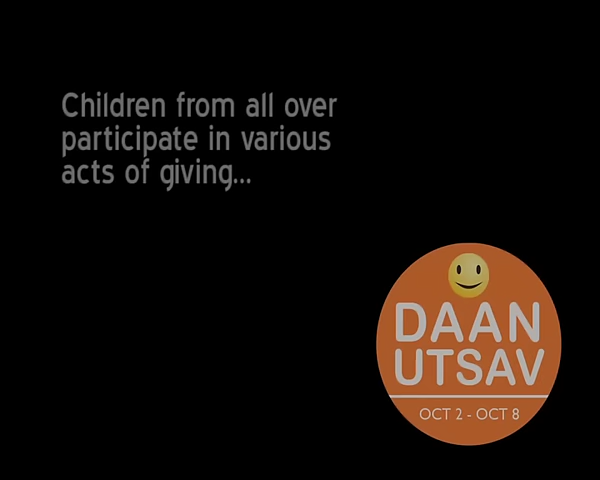 Children from all over
participate in various
acts of giving...
DAAN
UTSAV
OCT 2 - OCT 8